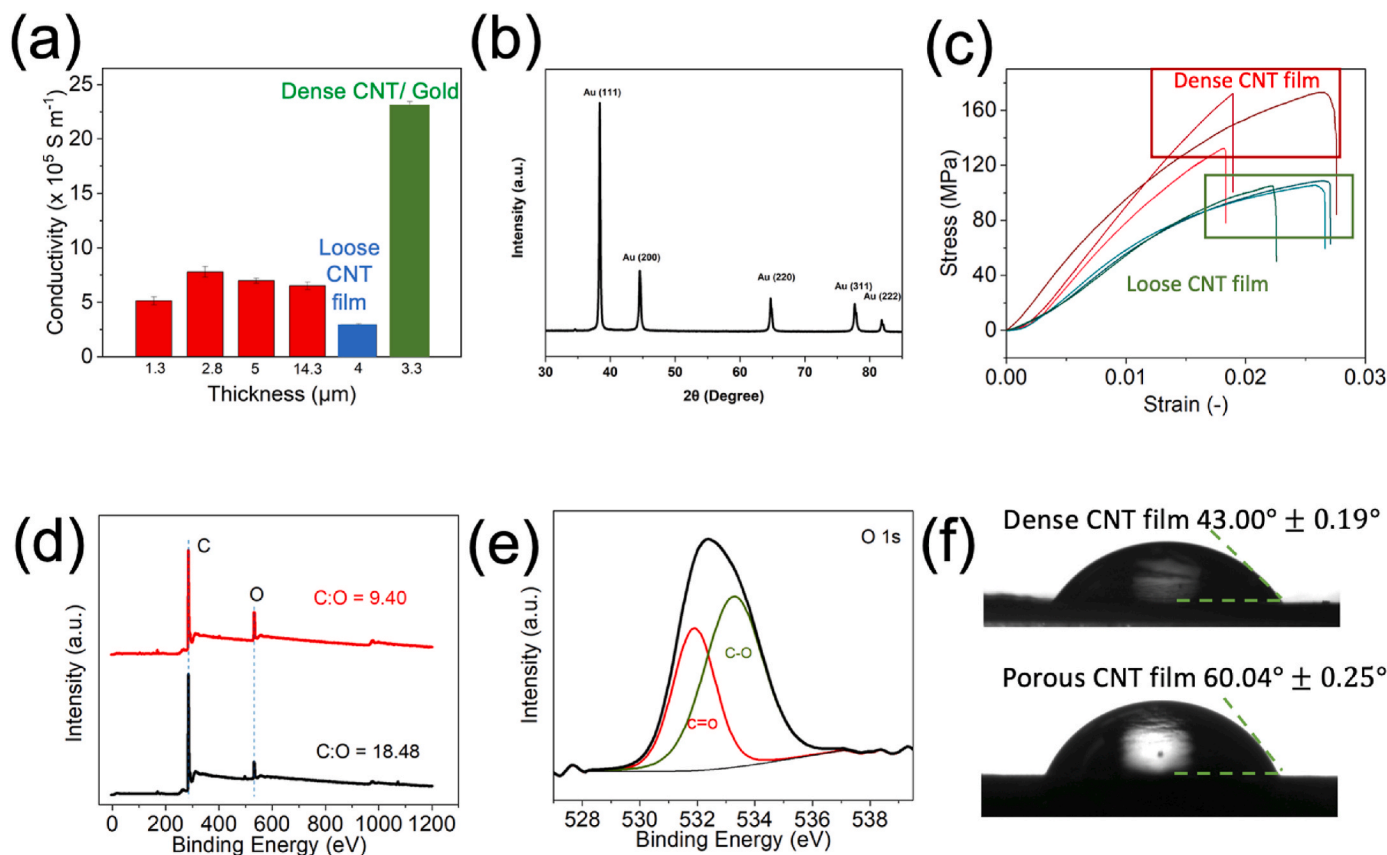 (a)
Conductivity (x 10⁵ S m⁻¹)
25
20
15
10
5
0
Dense CNT/ Gold
Loose
CNT
film
1.3 2.8 5 14.3 4 3.3
Thickness (µm)
(b)
Intensity (a.u.)
Au (111)
Au (200)
Au (220)
Au (311)
Au (222)
30 40 50 60 70 80
2θ (Degree)
(c)
Stress (MPa)
160
120
80
40
0
Dense CNT film
Loose CNT film
0.00 0.01 0.02 0.03
Strain (-)
(d)
Intensity (a.u.)
C
O
C:O = 9.40
C:O = 18.48
0 200 400 600 800 1000 1200
Binding Energy (eV)
(e)
Intensity (a.u.)
O 1s
C-O
C=O
528 530 532 534 536 538
Binding Energy (eV)
(f)
Dense CNT film 43.00° ± 0.19°
Porous CNT film 60.04° ± 0.25°